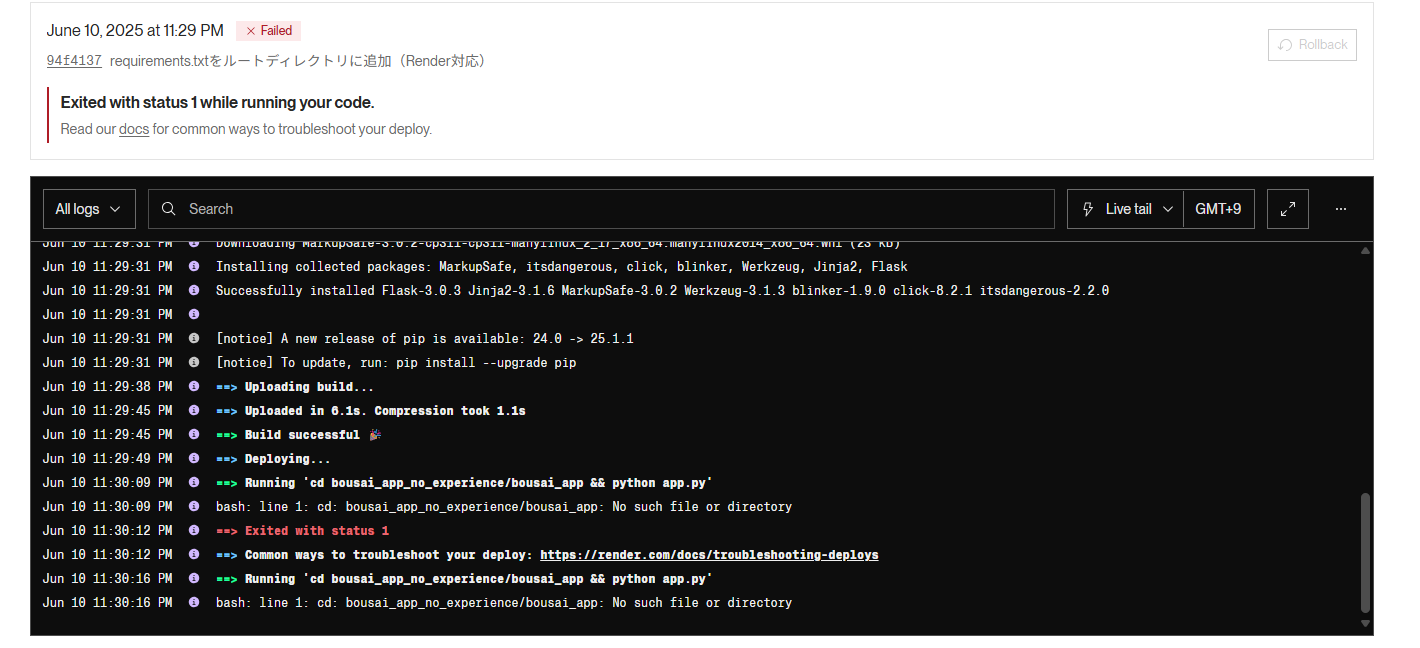 June 10, 2025 at 11:29 PM × Failed
Rollback
94f4137 requirements.txtをルートディレクトリに追加（Render対応）
Exited with status 1 while running your code.
Read our docs for common ways to troubleshoot your deploy.
All logs Search Live tail GMT+9 ...
Jun 10 11:29:31 PM Downloading MarkupSafe-3.0.2-cp311-cp311-manylinux_2_17_x86_64.manylinux2014_x86_64.whl (23 kB)
Jun 10 11:29:31 PM Installing collected packages: MarkupSafe, itsdangerous, click, blinker, Werkzeug, Jinja2, Flask
Jun 10 11:29:31 PM Successfully installed Flask-3.0.3 Jinja2-3.1.6 MarkupSafe-3.0.2 Werkzeug-3.1.3 blinker-1.9.0 click-8.2.1 itsdangerous-2.2.0
Jun 10 11:29:31 PM
Jun 10 11:29:31 PM [notice] A new release of pip is available: 24.0 -> 25.1.1
Jun 10 11:29:31 PM [notice] To update, run: pip install --upgrade pip
Jun 10 11:29:38 PM ==> Uploading build...
Jun 10 11:29:45 PM ==> Uploaded in 6.1s. Compression took 1.1s
Jun 10 11:29:45 PM ==> Build successful 🎉
Jun 10 11:29:49 PM ==> Deploying...
Jun 10 11:30:09 PM ==> Running 'cd bousai_app_no_experience/bousai_app && python app.py'
Jun 10 11:30:09 PM bash: line 1: cd: bousai_app_no_experience/bousai_app: No such file or directory
Jun 10 11:30:12 PM ==> Exited with status 1
Jun 10 11:30:12 PM ==> Common ways to troubleshoot your deploy: https://render.com/docs/troubleshooting-deploys
Jun 10 11:30:16 PM ==> Running 'cd bousai_app_no_experience/bousai_app && python app.py'
Jun 10 11:30:16 PM bash: line 1: cd: bousai_app_no_experience/bousai_app: No such file or directory